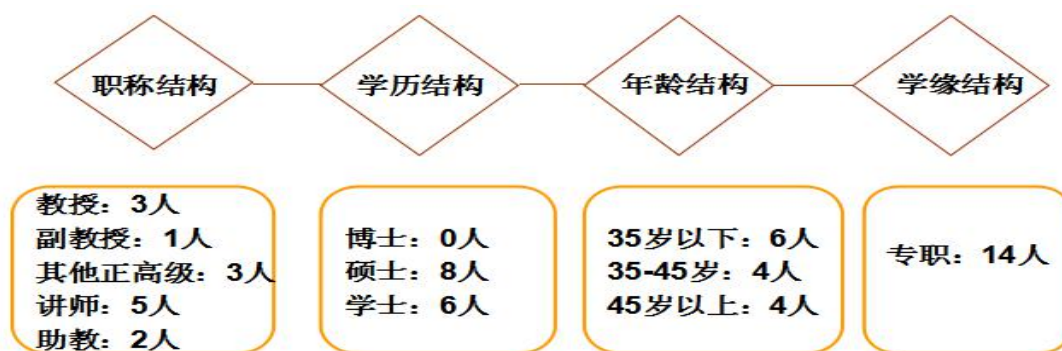 职称结构
学历结构
年龄结构
学缘结构
教授：3人
副教授：1人
其他正高级：3人
讲师：5人
助教：2人
博士：0人
硕士：8人
学士：6人
35岁以下：6人
35-45岁：4人
45岁以上：4人
专职：14人